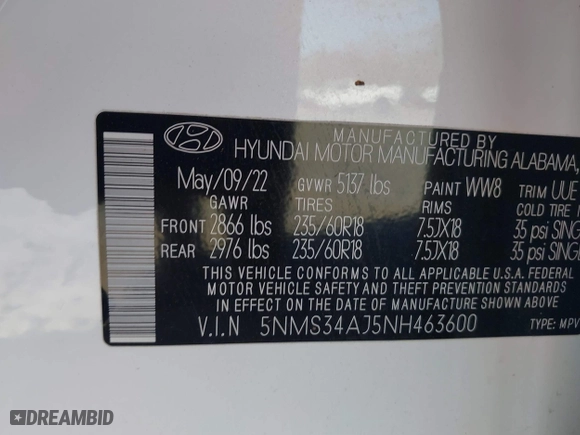 MANUFACTURED BY
HYUNDAI MOTOR MANUFACTURING ALABAMA,
May/09/22 GVWR 5137 lbs PAINT WW8 TRIM UUE
GAWR TIRES RIMS COLD TIRE
FRONT 2866 lbs 235/60R18 7.5JX18 35 psi SINGL
REAR 2976 lbs 235/60R18 7.5JX18 35 psi SINGL
THIS VEHICLE CONFORMS TO ALL APPLICABLE U.S.A. FEDERAL
MOTOR VEHICLE SAFETY AND THEFT PREVENTION STANDARDS
IN EFFECT ON THE DATE OF MANUFACTURE SHOWN ABOVE.
V.I.N 5NMS34AJ5NH463600 TYPE: MPV
DREAMBID